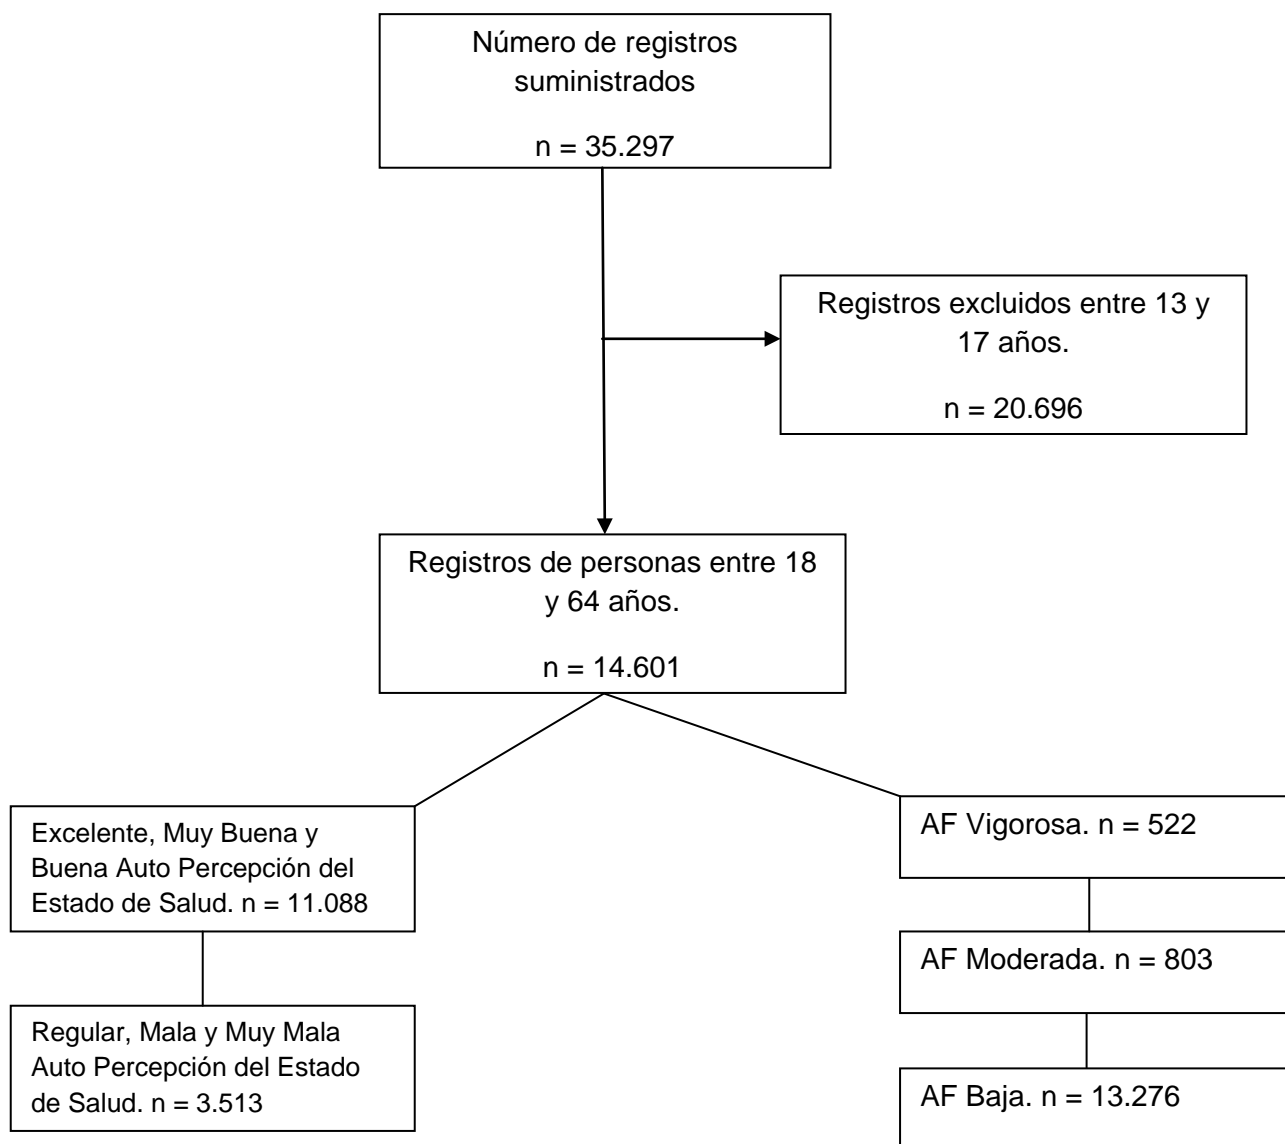 Número de registros
suministrados
n = 35.297
Registros excluidos entre 13 y
17 años.
n = 20.696
Registros de personas entre 18
y 64 años.
n = 14.601
Excelente, Muy Buena y
Buena Auto Percepción del
Estado de Salud. n = 11.088
Regular, Mala y Muy Mala
Auto Percepción del Estado
de Salud. n = 3.513
AF Vigorosa. n = 522
AF Moderada. n = 803
AF Baja. n = 13.276